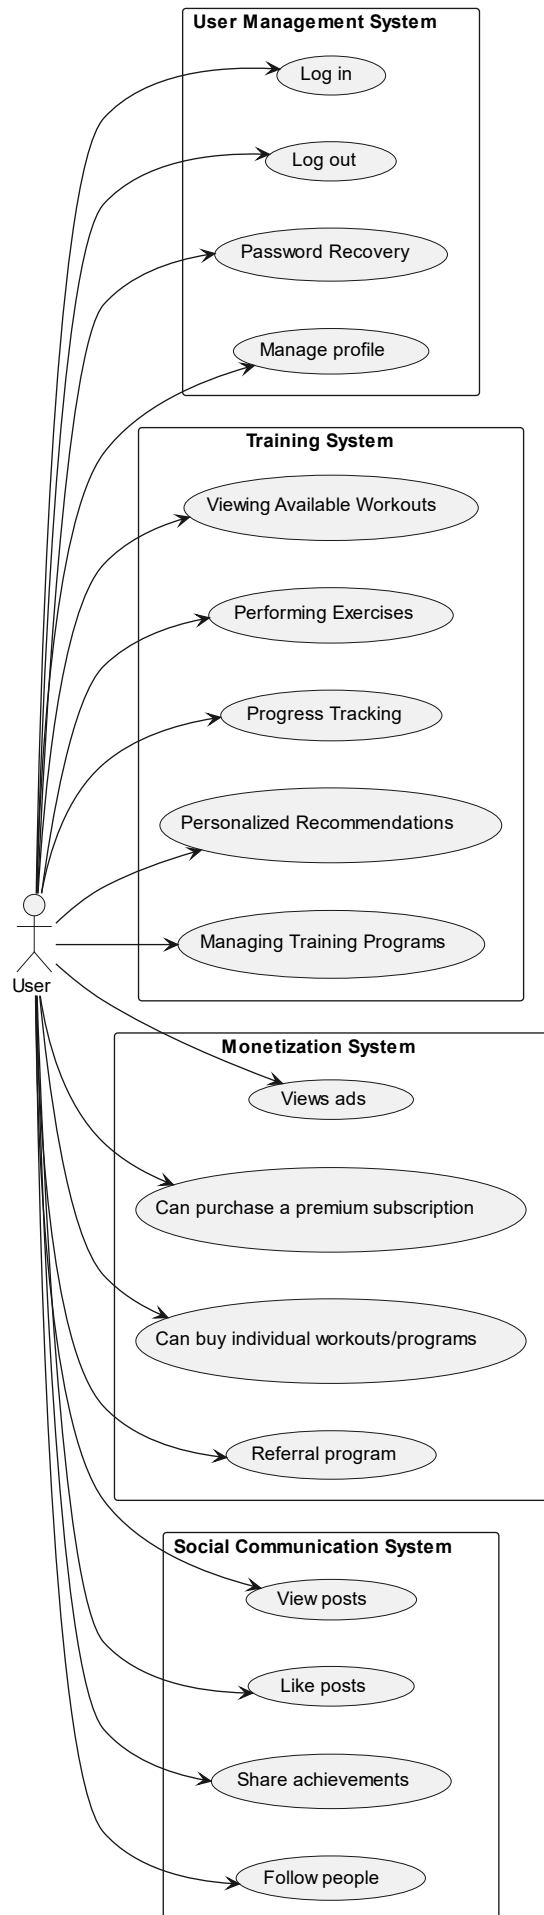 User Management System
Log in
Log out
Password Recovery
Manage profile
Training System
Viewing Available Workouts
Performing Exercises
Progress Tracking
Personalized Recommendations
Managing Training Programs
User
Monetization System
Views ads
Can purchase a premium subscription
Can buy individual workouts/programs
Referral program
Social Communication System
View posts
Like posts
Share achievements
Follow people